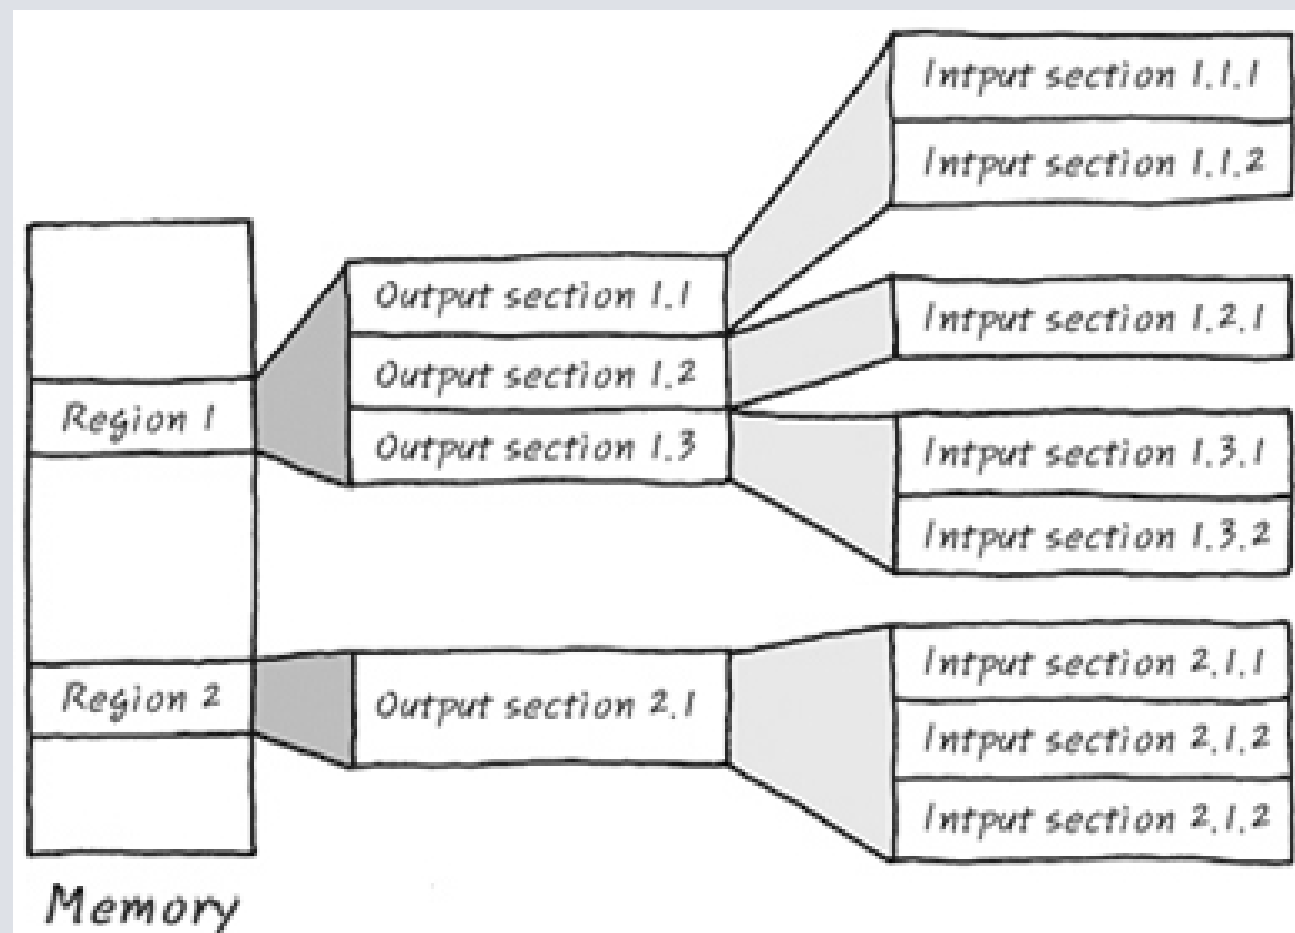 Intput section 1.1.1
Intput section 1.1.2
Output section 1.1
Intput section 1.2.1
Output section 1.2
Region 1
Output section 1.3
Intput section 1.3.1
Intput section 1.3.2
Intput section 2.1.1
Region 2
Output section 2.1
Intput section 2.1.2
Intput section 2.1.2
Memory